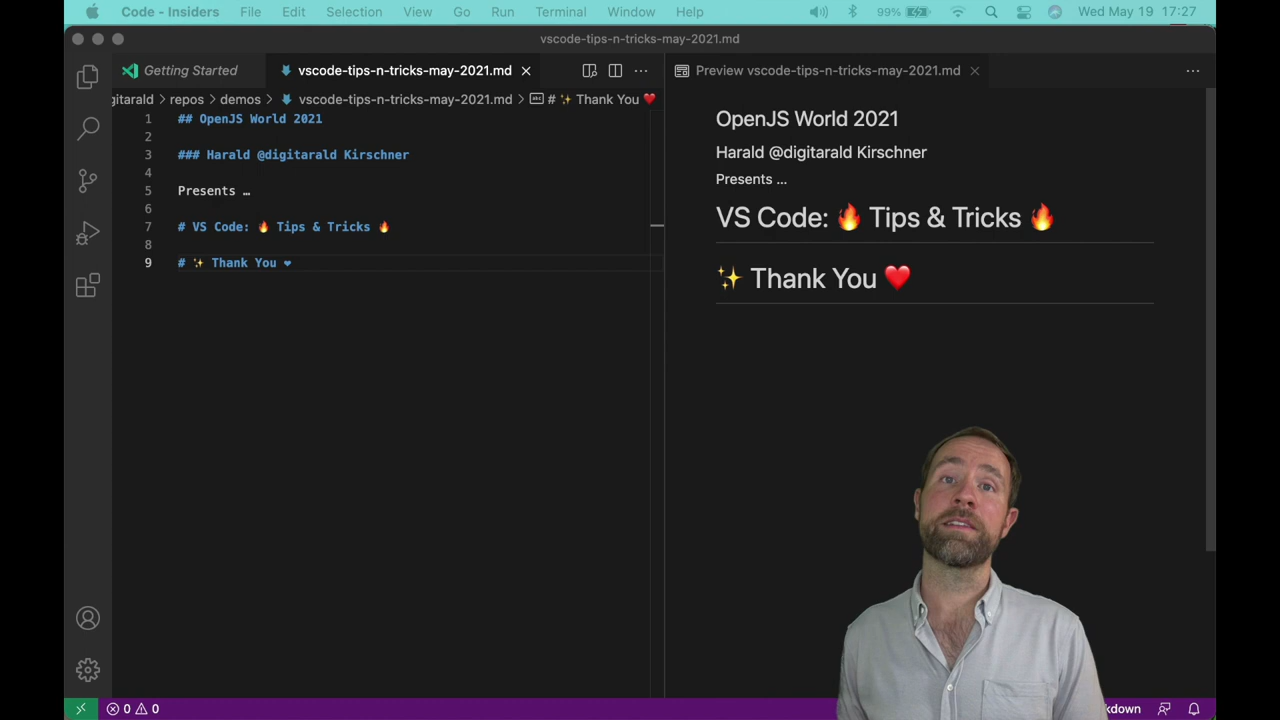 Code - Insiders File Edit Selection View Go Run Terminal Window Help 99% Wed May 19 17:27
vscode-tips-n-tricks-may-2021.md
Getting Started vscode-tips-n-tricks-may-2021.md
Preview vscode-tips-n-tricks-may-2021.md
gitarald > repos > demos > vscode-tips-n-tricks-may-2021.md > # ✨ Thank You ❤️
1 ## OpenJS World 2021
2
3 ### Harald @digitarald Kirschner
4
5 Presents …
6
7 # VS Code: 🔥 Tips & Tricks 🔥
8
9 # ✨ Thank You ❤
OpenJS World 2021
Harald @digitarald Kirschner
Presents …
VS Code: 🔥 Tips & Tricks 🔥
✨ Thank You ❤️
0 0
kdown